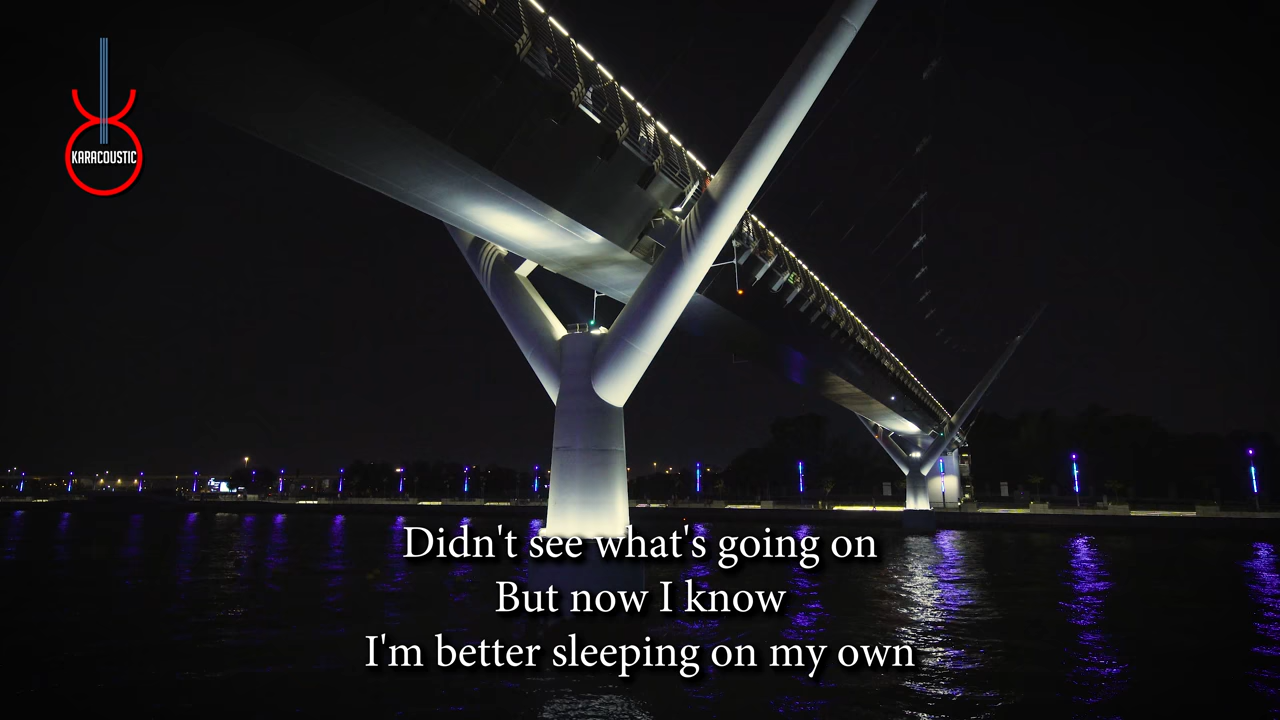 KARACOUSTIC
Didn't see what's going on
But now I know
I'm better sleeping on my own